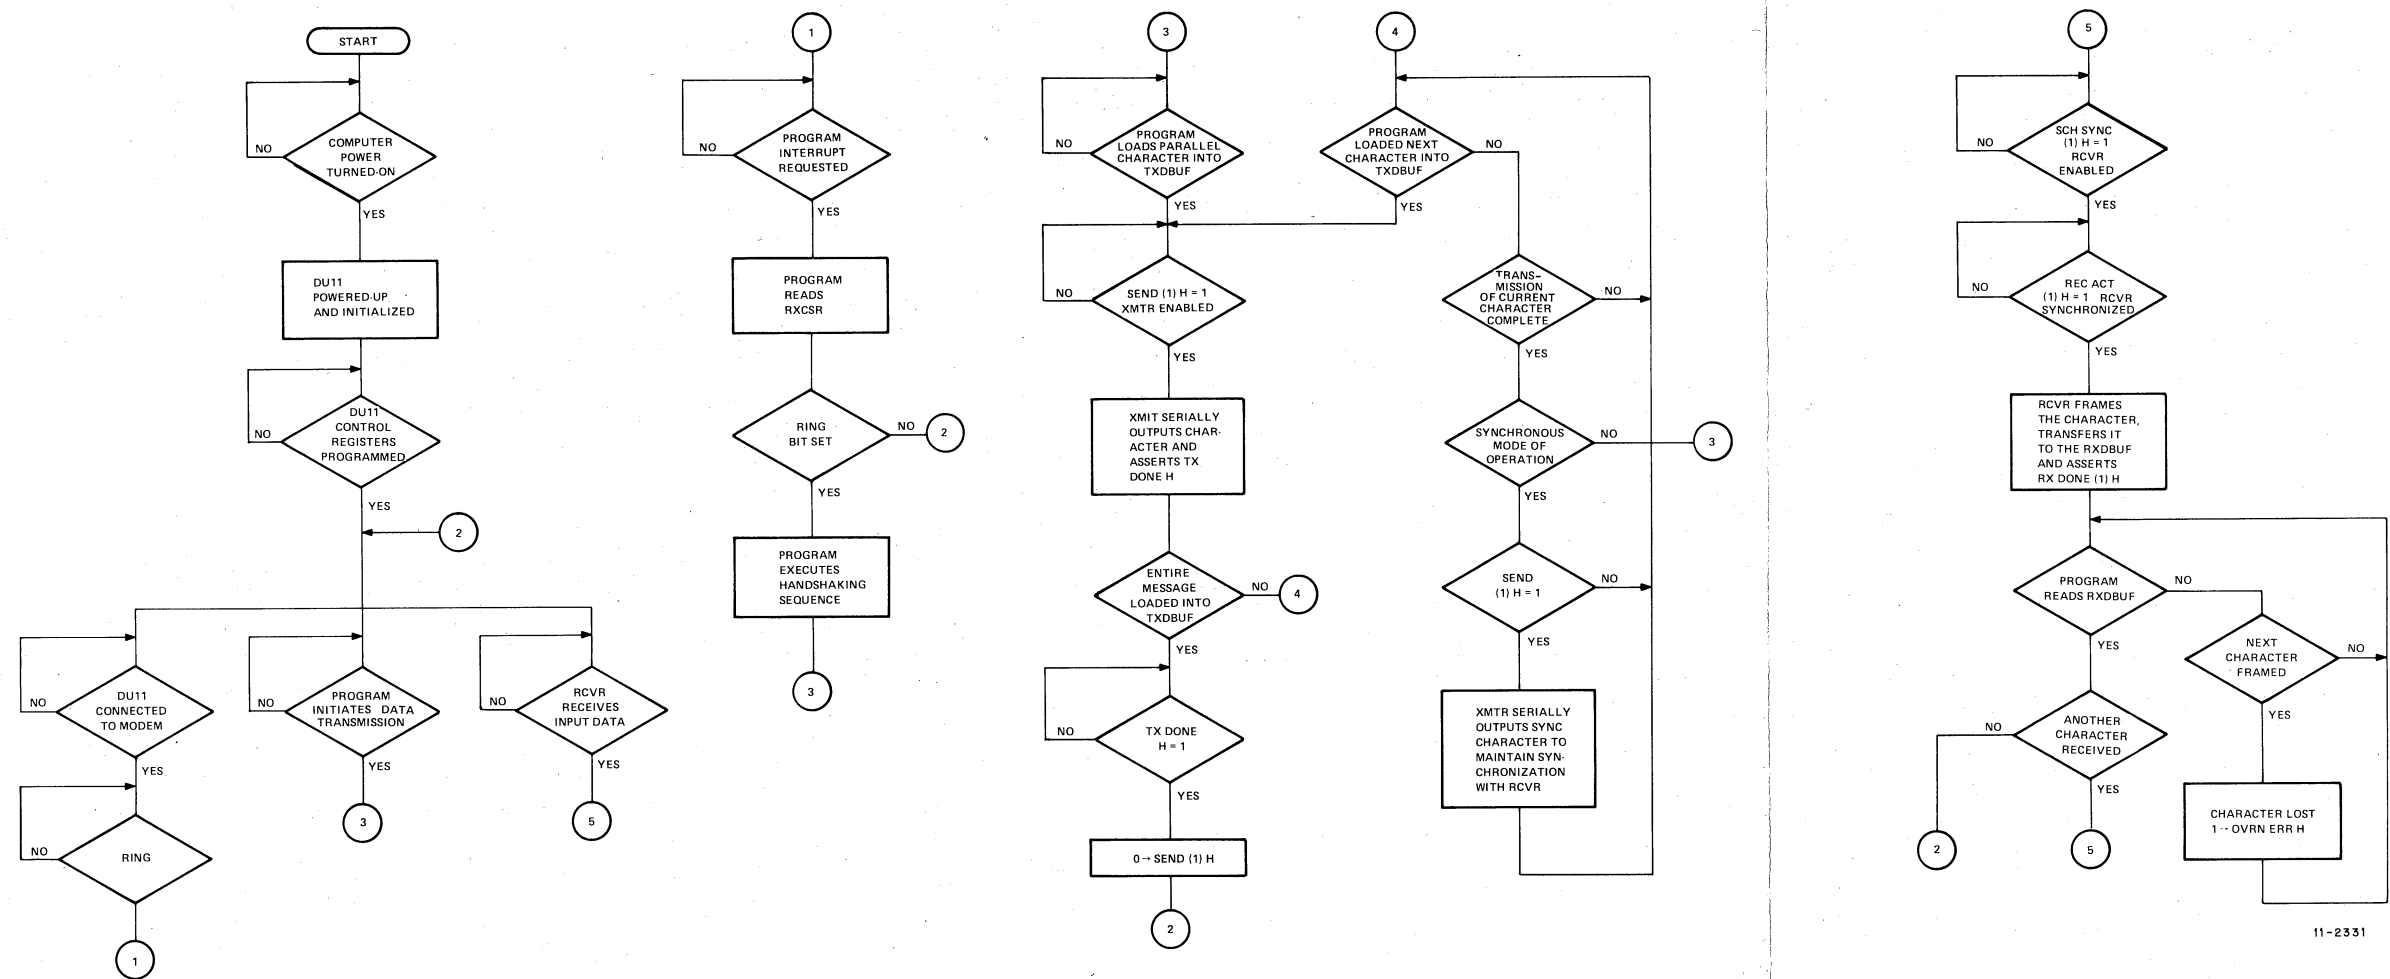 START
COMPUTER
POWER
TURNED-ON
NO
YES
DU11
POWERED-UP
AND INITIALIZED
DU11
CONTROL
REGISTERS
PROGRAMMED
NO
YES
2
DU11
CONNECTED
TO MODEM
NO
YES
RING
NO
1
PROGRAM
INITIATES DATA
TRANSMISSION
NO
YES
3
RCVR
RECEIVES
INPUT DATA
NO
YES
5
1
PROGRAM
INTERRUPT
REQUESTED
NO
YES
PROGRAM
READS
RXCSR
RING
BIT SET
NO
2
YES
PROGRAM
EXECUTES
HANDSHAKING
SEQUENCE
3
3
PROGRAM
LOADS PARALLEL
CHARACTER INTO
TXDBUF
NO
YES
SEND (1) H = 1
XMTR ENABLED
NO
YES
XMIT SERIALLY
OUTPUTS CHAR-
ACTER AND
ASSERTS TX
DONE H
ENTIRE
MESSAGE
LOADED INTO
TXDBUF
NO
4
YES
TX DONE
H = 1
NO
YES
0→ SEND (1) H
2
4
PROGRAM
LOADED NEXT
CHARACTER INTO
TXDBUF
NO
YES
TRANS-
MISSION
OF CURRENT
CHARACTER
COMPLETE
NO
YES
SYNCHRONOUS
MODE OF
OPERATION
NO
3
YES
SEND
(1) H = 1
NO
YES
XMTR SERIALLY
OUTPUTS SYNC
CHARACTER TO
MAINTAIN SYN-
CHRONIZATION
WITH RCVR
5
SCH SYNC
(1) H = 1
RCVR
ENABLED
NO
YES
REC ACT
(1) H = 1 RCVR
SYNCHRONIZED
NO
YES
RCVR FRAMES
THE CHARACTER,
TRANSFERS IT
TO THE RXDBUF
AND ASSERTS
RX DONE (1) H
PROGRAM
READS RXDBUF
NO
YES
NEXT
CHARACTER
FRAMED
NO
YES
ANOTHER
CHARACTER
RECEIVED
NO
YES
CHARACTER LOST
1→ OVRN ERR H
2
5
11-2331